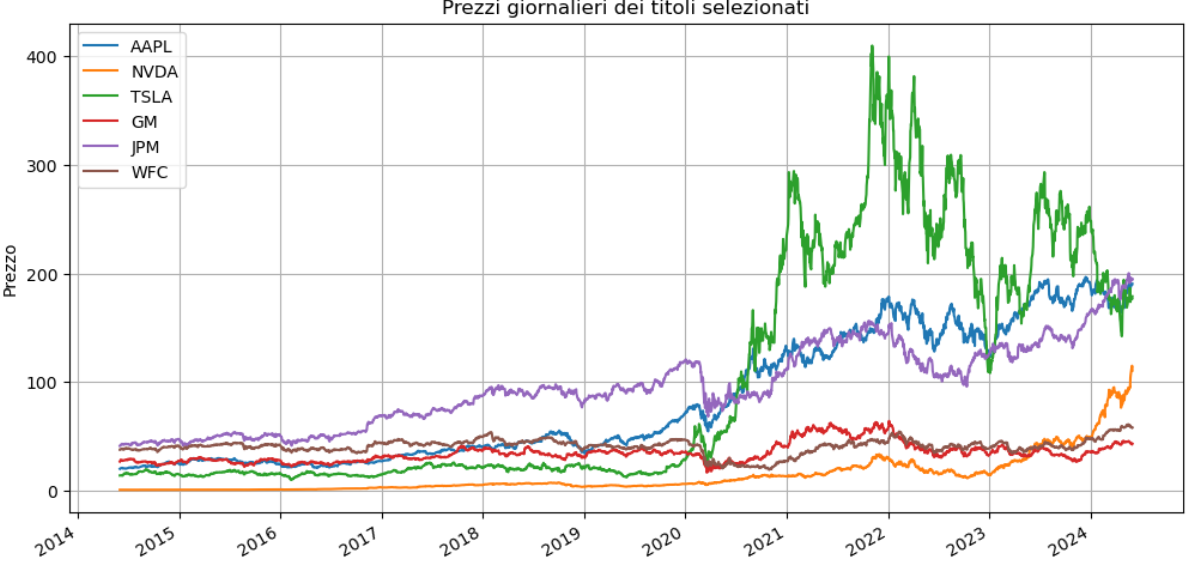 Prezzi giornalieri dei titoli selezionati
400
300
200
100
0
Prezzo
AAPL
NVDA
TSLA
GM
JPM
WFC
2014
2015
2016
2017
2018
2019
2020
2021
2022
2023
2024